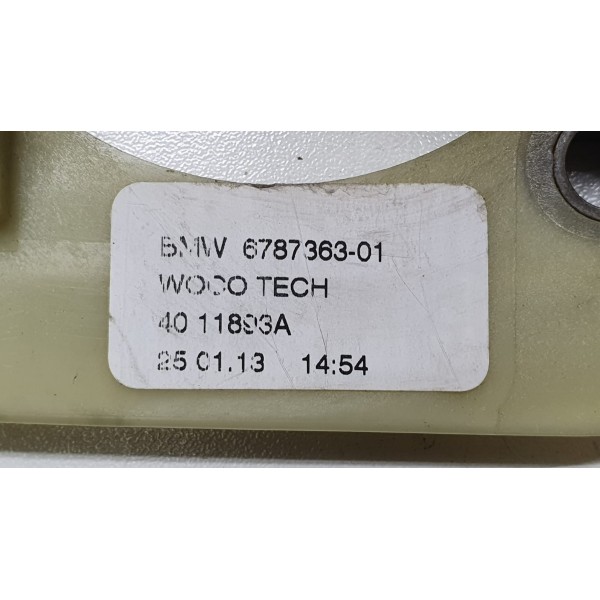 BMW 6787363-01
WOCO TECH
40 11893A
25 01.13 14:54